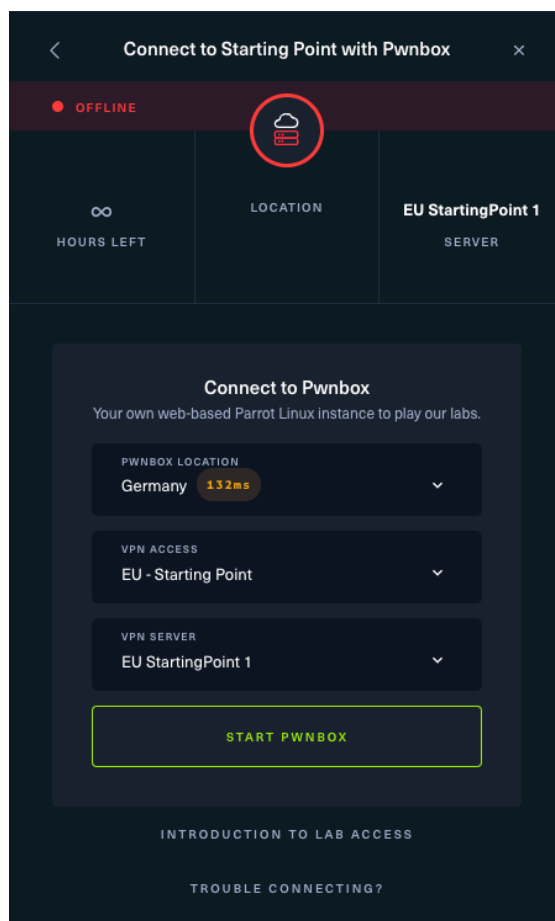 Connect to Starting Point with Pwnbox
OFFLINE
∞
HOURS LEFT
LOCATION
EU StartingPoint 1
SERVER
Connect to Pwnbox
Your own web-based Parrot Linux instance to play our labs.
PWNBOX LOCATION
Germany 132ms
VPN ACCESS
EU - Starting Point
VPN SERVER
EU StartingPoint 1
START PWNBOX
INTRODUCTION TO LAB ACCESS
TROUBLE CONNECTING?